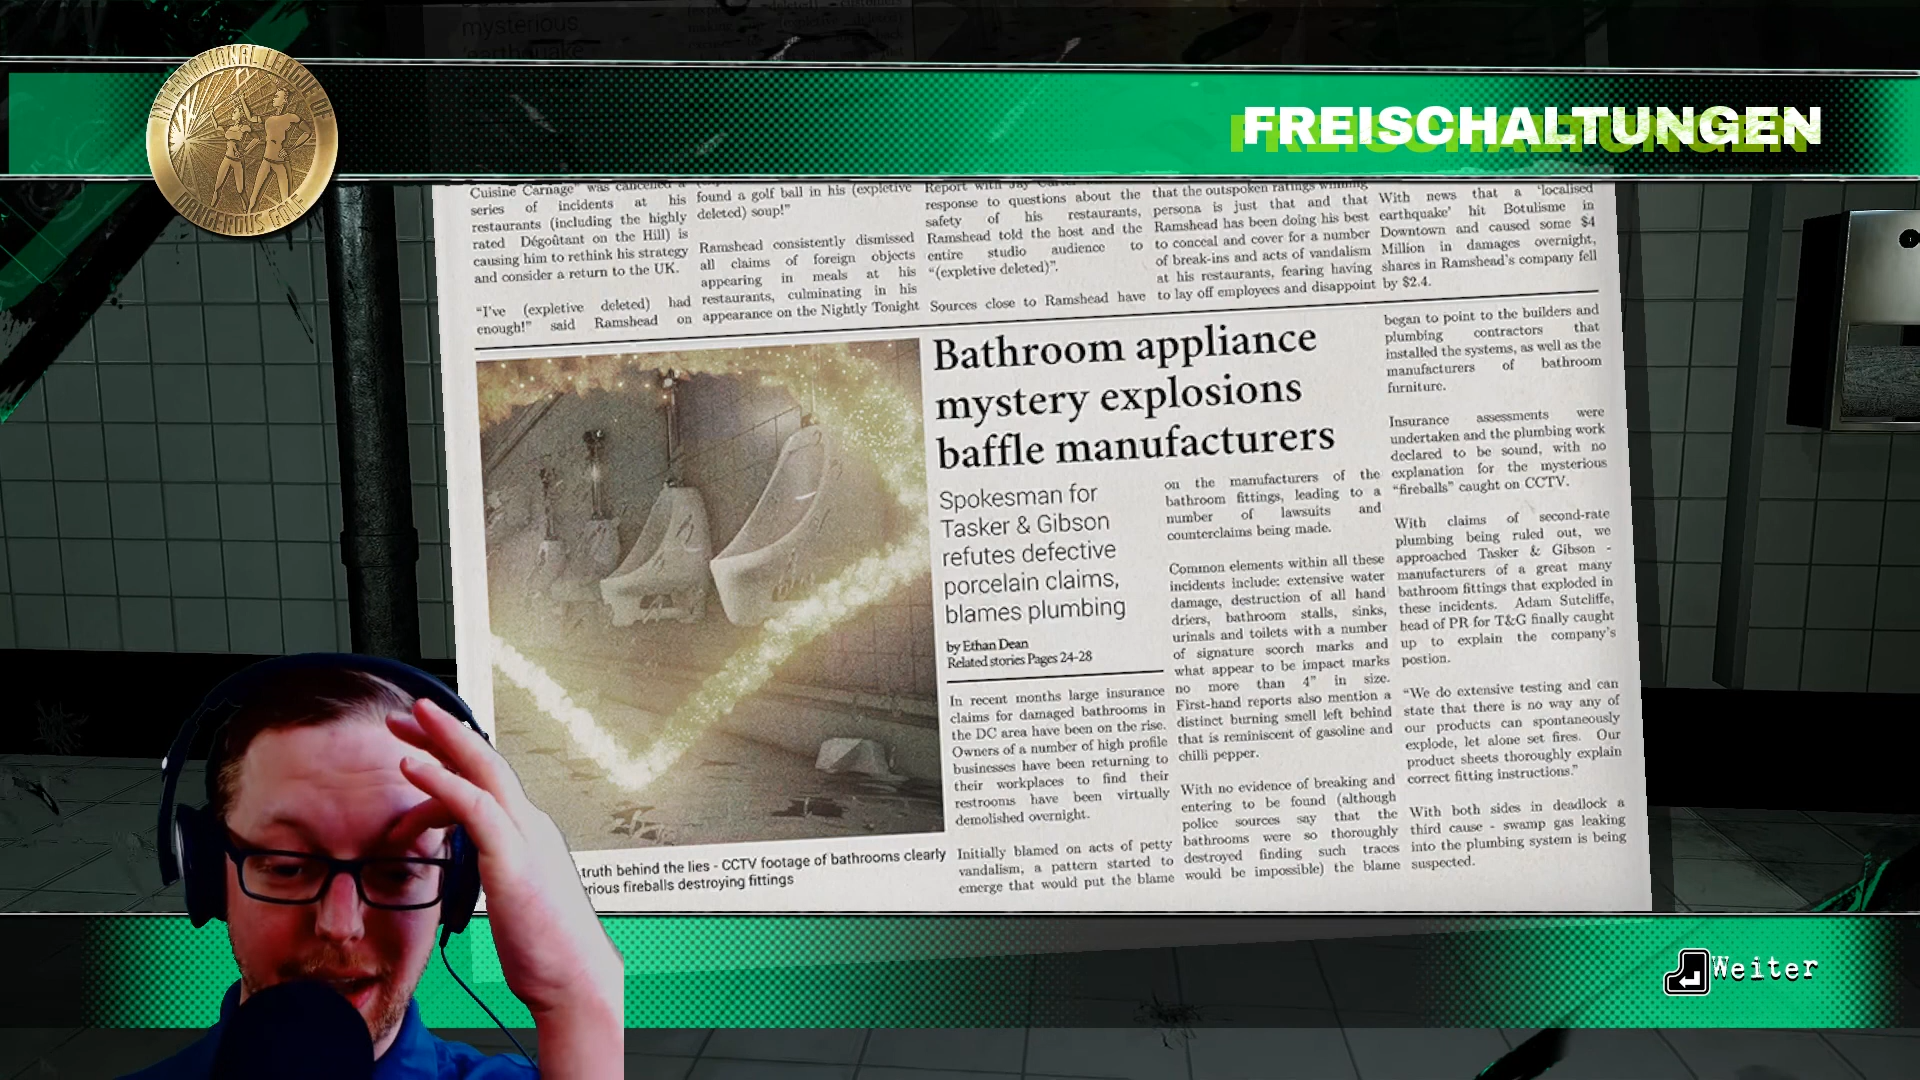 mysterious
INTERNATIONAL LEAGUE OF
DANGEROUS GOLF
FREISCHALTUNGEN
Cuisine Carnage" was cancelled a
series of incidents at his
restaurants (including the highly
rated Dégoûtant on the Hill) is
causing him to rethink his strategy
and consider a return to the UK.
"I've (expletive deleted) had
enough!" said Ramshead on
found a golf ball in his (expletive
deleted) soup!"
Ramshead consistently dismissed
all claims of foreign objects
appearing in meals at his
restaurants, culminating in his
appearance on the Nightly Tonight
Report with Jay
response to questions about the
safety of his restaurants,
Ramshead told the host and the
entire studio audience to
"(expletive deleted)".
Sources close to Ramshead have
that the outspoken ratings winning
persona is just that and that
Ramshead has been doing his best
to conceal and cover for a number
of break-ins and acts of vandalism
at his restaurants, fearing having
to lay off employees and disappoint
With news that a 'localised
earthquake' hit Botulisme in
Downtown and caused some $4
Million in damages overnight,
shares in Ramshead's company fell
by $2.4.
Bathroom appliance
mystery explosions
baffle manufacturers
Spokesman for
Tasker & Gibson
refutes defective
porcelain claims,
blames plumbing
by Ethan Dean
Related stories Pages 24-28
In recent months large insurance
claims for damaged bathrooms in
the DC area have been on the rise.
Owners of a number of high profile
businesses have been returning to
their workplaces to find their
restrooms have been virtually
demolished overnight.
Initially blamed on acts of petty
vandalism, a pattern started to
emerge that would put the blame
on the manufacturers of the
bathroom fittings, leading to a
number of lawsuits and
counterclaims being made.
Common elements within all these
incidents include: extensive water
damage, destruction of all hand
driers, bathroom stalls, sinks,
urinals and toilets with a number
of signature scorch marks and
what appear to be impact marks
no more than 4" in size.
First-hand reports also mention a
distinct burning smell left behind
that is reminiscent of gasoline and
chilli pepper.
With no evidence of breaking and
entering to be found (although
police sources say that the
bathrooms were so thoroughly
destroyed finding such traces
would be impossible) the blame
began to point to the builders and
plumbing contractors that
installed the systems, as well as the
manufacturers of bathroom
furniture.
Insurance assessments were
undertaken and the plumbing work
declared to be sound, with no
explanation for the mysterious
"fireballs" caught on CCTV.
With claims of second-rate
plumbing being ruled out, we
approached Tasker & Gibson -
manufacturers of a great many
bathroom fittings that exploded in
these incidents. Adam Sutcliffe,
head of PR for T&G finally caught
up to explain the company's
postion.
"We do extensive testing and can
state that there is no way any of
our products can spontaneously
explode, let alone set fires. Our
product sheets thoroughly explain
correct fitting instructions."
With both sides in deadlock a
third cause - swamp gas leaking
into the plumbing system is being
suspected.
truth behind the lies - CCTV footage of bathrooms clearly
fireballs destroying fittings
Weiter